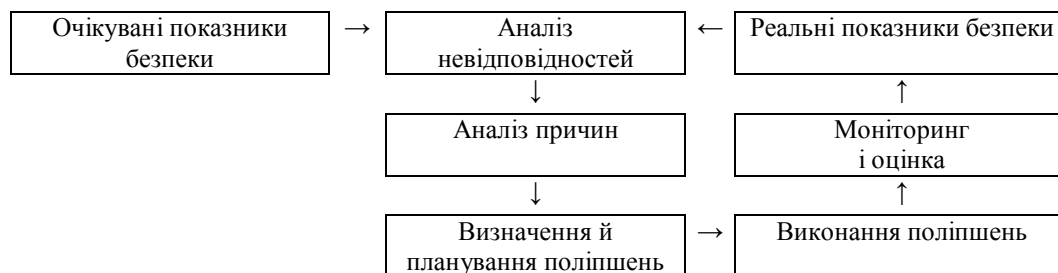 Очікувані показники
безпеки
→
Аналіз
невідповідностей
←
Реальні показники безпеки
↓
↑
Аналіз причин
Моніторинг
і оцінка
↓
↑
Визначення й
планування поліпшень
→
Виконання поліпшень